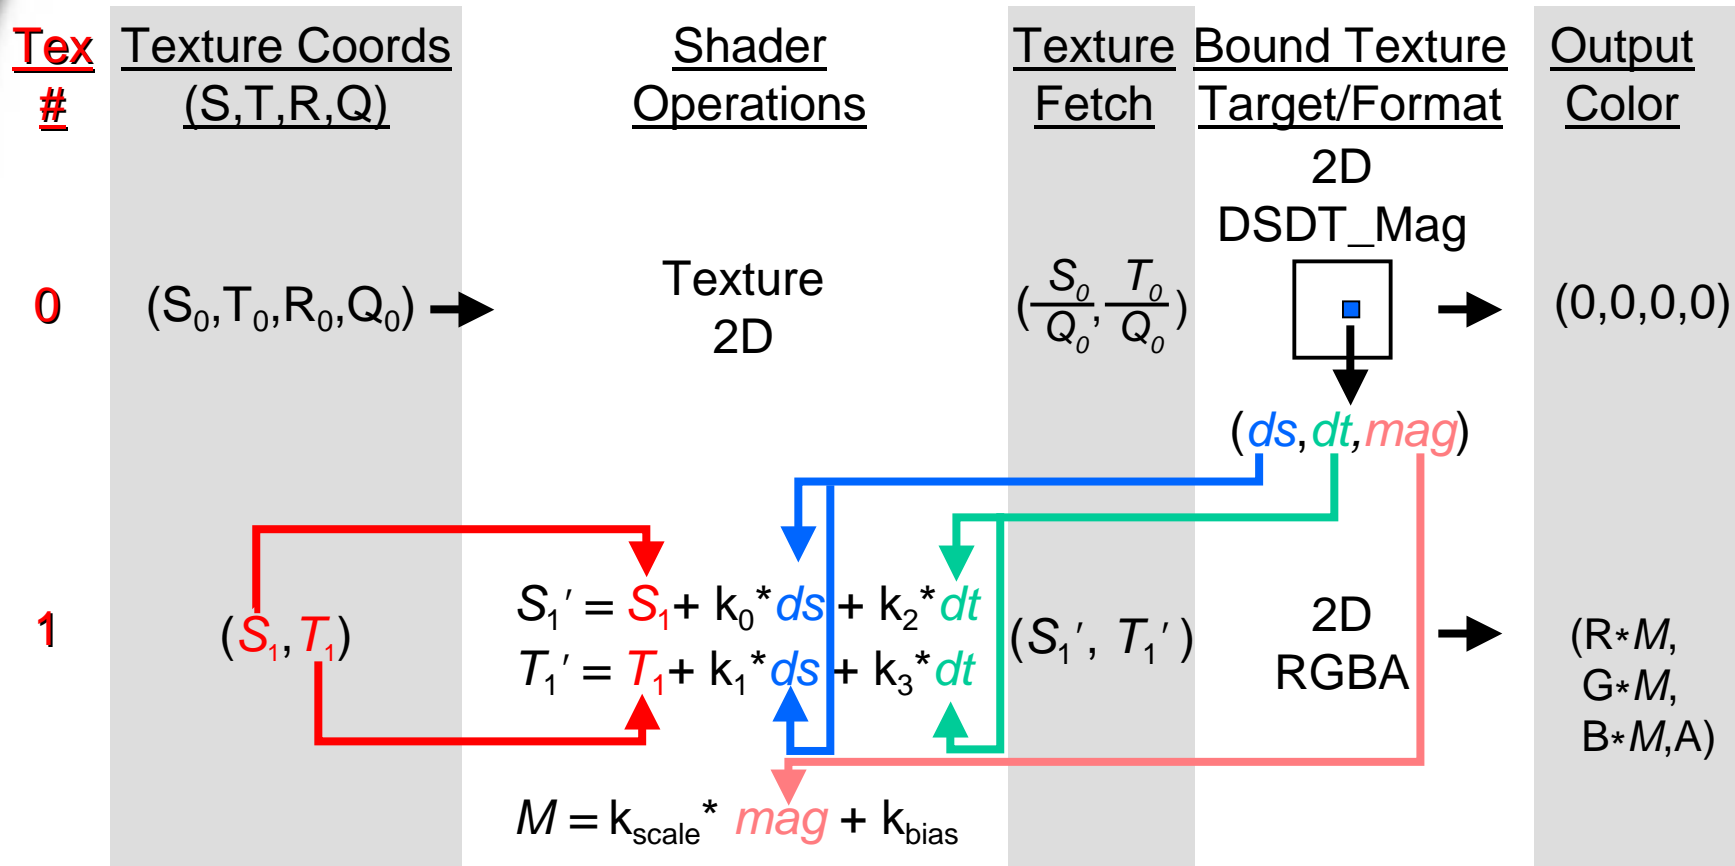 Tex #
Texture Coords (S,T,R,Q)
Shader Operations
Texture Fetch
Bound Texture Target/Format
Output Color
0
(S₀,T₀,R₀,Q₀)
Texture 2D
(S₀/Q₀, T₀/Q₀)
2D
DSDT_Mag
(0,0,0,0)
(ds,dt,mag)
1
(S₁,T₁)
S₁′ = S₁+ k₀*ds+ k₂*dt
T₁′ = T₁+ k₁*ds+ k₃*dt
(S₁′, T₁′)
2D
RGBA
(R*M,
G*M,
B*M,A)
M = k_scale* mag + k_bias